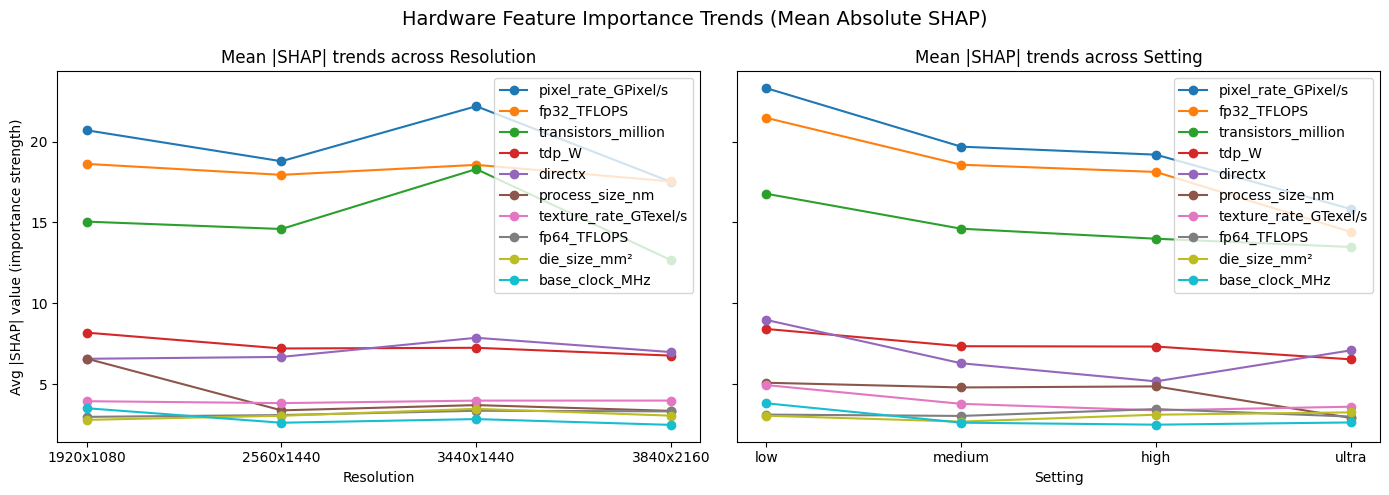 Hardware Feature Importance Trends (Mean Absolute SHAP)
Mean |SHAP| trends across Resolution
Avg |SHAP| value (importance strength)
20
15
10
5
pixel_rate_GPixel/s
fp32_TFLOPS
transistors_million
tdp_W
directx
process_size_nm
texture_rate_GTexel/s
fp64_TFLOPS
die_size_mm²
base_clock_MHz
1920x1080 2560x1440 3440x1440 3840x2160
Resolution
Mean |SHAP| trends across Setting
pixel_rate_GPixel/s
fp32_TFLOPS
transistors_million
tdp_W
directx
process_size_nm
texture_rate_GTexel/s
fp64_TFLOPS
die_size_mm²
base_clock_MHz
low medium high ultra
Setting